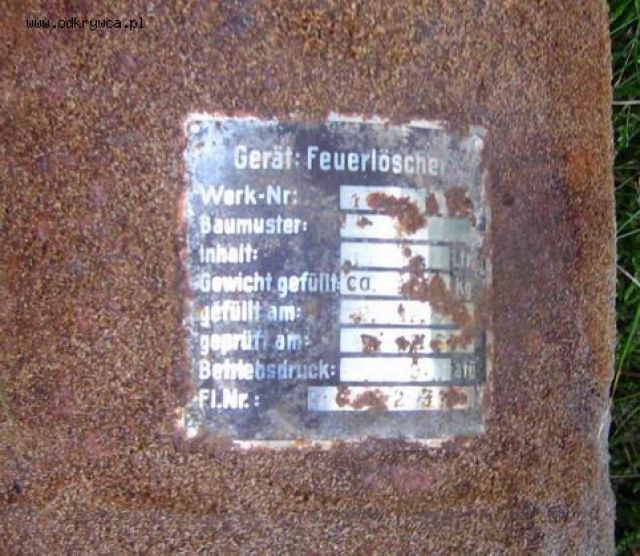 www.odkrywca.pl
Gerät: Feuerlöscher
Werk-Nr:
Baumuster:
Inhalt:
Gewicht gefüllt: ca.
gefüllt am:
geprüft am:
Betriebsdruck: atü
Fl.Nr.: